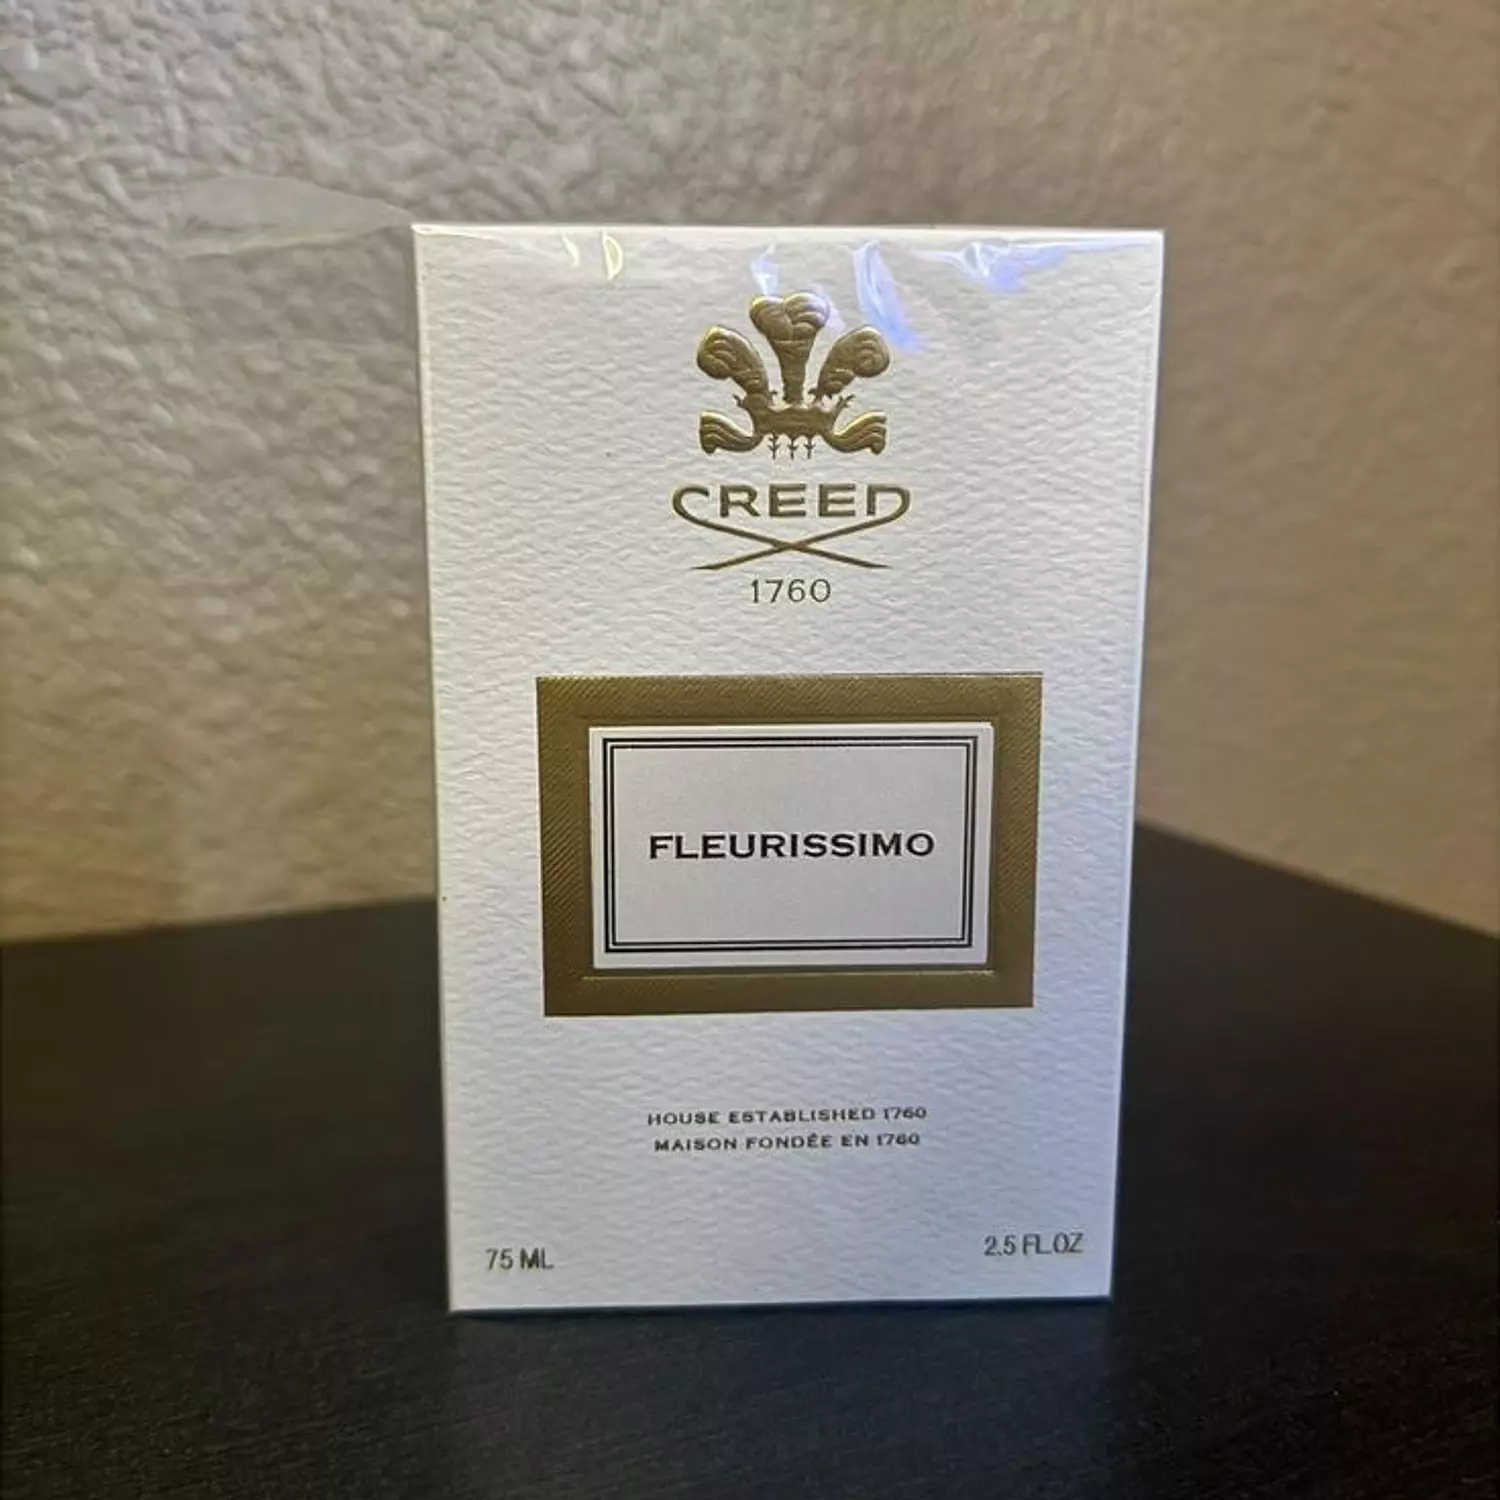 CREED
1760
FLEURISSIMO
HOUSE ESTABLISHED 1760
MAISON FONDÉE EN 1760
75 ML
2.5 FL.OZ